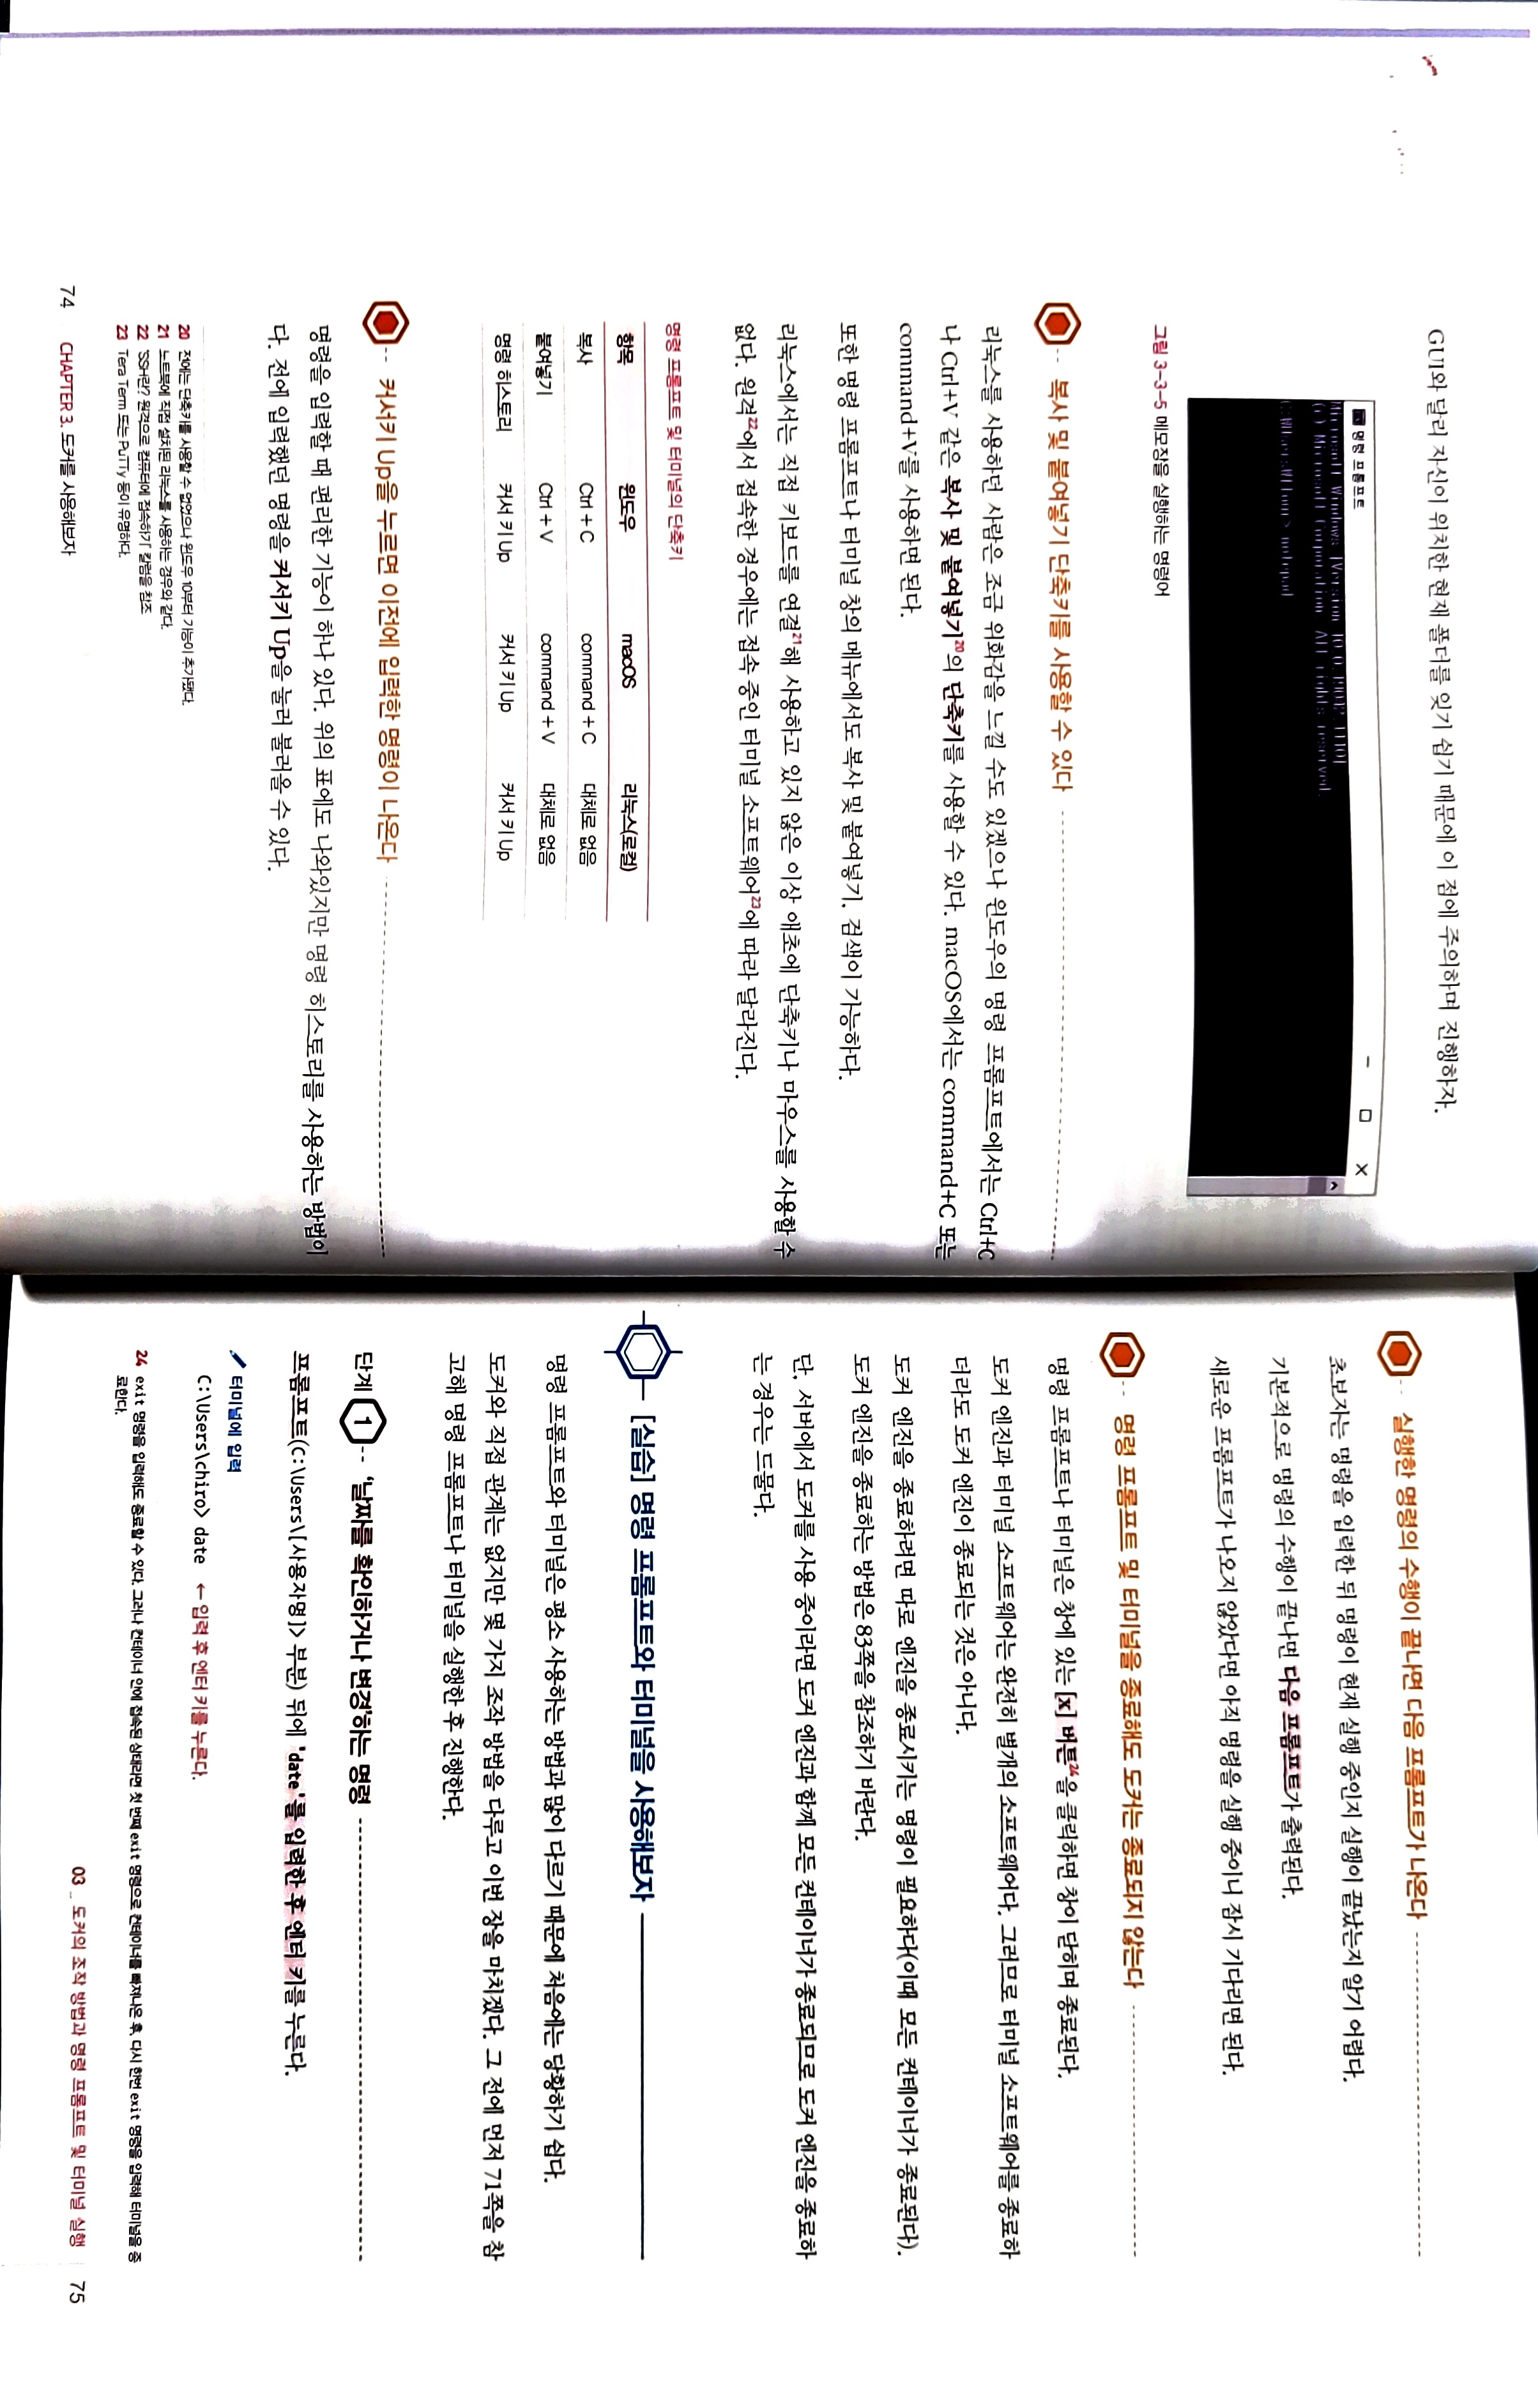 GUI와 달리 자신이 위치한 현재 폴더를 잊기 쉽기 때문에 이 점에 주의하며 진행하자.
명령 프롬프트
Microsoft Windows [Version 10.0.19042.1110]
(c) Microsoft Corporation. All rights reserved.
notepad
그림 3-3-5 메모장을 실행하는 명령어
복사 및 붙여넣기 단축키를 사용할 수 있다
리눅스를 사용하던 사람은 조금 위화감을 느낄 수도 있겠으나 윈도우의 명령 프롬프트에서는 Ctrl+C
나 Ctrl+V 같은 복사 및 붙여넣기20의 단축키를 사용할 수 있다. macOS에서는 command+C 또는
command+V를 사용하면 된다.
또한 명령 프롬프트나 터미널 창의 메뉴에서도 복사 및 붙여넣기, 검색이 가능하다.
리눅스에서는 직접 키보드를 연결21해 사용하고 있지 않은 이상 애초에 단축키나 마우스를 사용할 수
없다. 원격22에서 접속한 경우에는 접속 중인 터미널 소프트웨어23에 따라 달라진다.
명령 프롬프트 및 터미널의 단축키
항목 윈도우 macOS 리눅스(로컬)
복사 Ctrl + C command + C 대체로 없음
붙여넣기 Ctrl + V command + V 대체로 없음
명령 히스토리 커서 키 Up 커서 키 Up 커서 키 Up
커서키 Up을 누르면 이전에 입력한 명령이 나온다
명령을 입력할 때 편리한 기능이 하나 있다. 위의 표에도 나와있지만 명령 히스토리를 사용하는 방법이
다. 전에 입력했던 명령을 커서키 Up을 눌러 불러올 수 있다.
20 전에는 단축키를 사용할 수 없었으나 윈도우 10부터 기능이 추가됐다.
21 노트북에 직접 설치된 리눅스를 사용하는 경우와 같다.
22 'SSH란? 원격으로 컴퓨터에 접속하기' 칼럼을 참조
23 Tera Term 또는 PuTTy 등이 유명하다.
74 CHAPTER 3. 도커를 사용해보자
실행한 명령의 수행이 끝나면 다음 프롬프트가 나온다
초보자는 명령을 입력한 뒤 명령이 현재 실행 중인지 실행이 끝났는지 알기 어렵다.
기본적으로 명령의 수행이 끝나면 다음 프롬프트가 출력된다.
새로운 프롬프트가 나오지 않았다면 아직 명령을 실행 중이니 잠시 기다리면 된다.
명령 프롬프트 및 터미널을 종료해도 도커는 종료되지 않는다
명령 프롬프트나 터미널은 창에 있는 [x] 버튼24을 클릭하면 창이 닫히며 종료된다.
도커 엔진과 터미널 소프트웨어는 완전히 별개의 소프트웨어다. 그러므로 터미널 소프트웨어를 종료하
더라도 도커 엔진이 종료되는 것은 아니다.
도커 엔진을 종료하려면 따로 엔진을 종료시키는 명령이 필요하다(이때 모든 컨테이너가 종료된다).
도커 엔진을 종료하는 방법은 83쪽을 참조하기 바란다.
단, 서버에서 도커를 사용 중이라면 도커 엔진과 함께 모든 컨테이너가 종료되므로 도커 엔진을 종료하
는 경우는 드물다.
[실습] 명령 프롬프트와 터미널을 사용해보자
명령 프롬프트와 터미널은 평소 사용하는 방법과 많이 다르기 때문에 처음에는 당황하기 쉽다.
도커와 직접 관계는 없지만 몇 가지 조작 방법을 다루고 이번 장을 마치겠다. 그 전에 먼저 71쪽을 참
고해 명령 프롬프트나 터미널을 실행한 후 진행한다.
단계 1 '날짜를 확인하거나 변경'하는 명령
프롬프트(C:\Users\[사용자명]> 부분) 뒤에 'date'를 입력한 후 엔터 키를 누른다.
터미널에 입력
C:\Users\chiro> date ← 입력 후 엔터 키를 누른다.
24 exit 명령을 입력해도 종료할 수 있다. 그러나 컨테이너 안에 접속된 상태라면 첫 번째 exit 명령으로 컨테이너를 빠져나온 후, 다시 한번 exit 명령을 입력해 터미널을 종
료한다.
03 _ 도커의 조작 방법과 명령 프롬프트 및 터미널 실행 75